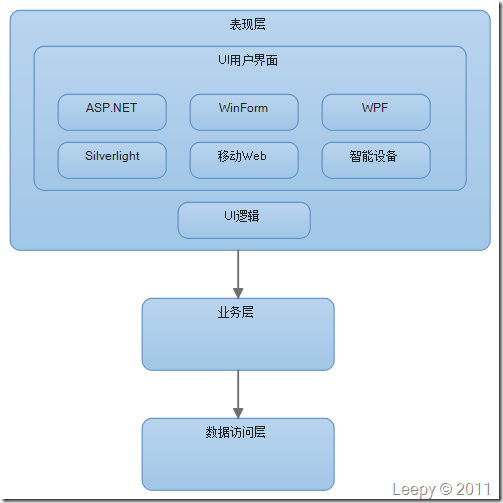 表现层
UI用户界面
ASP.NET
WinForm
WPF
Silverlight
移动Web
智能设备
UI逻辑
业务层
数据访问层
Leepy © 2011